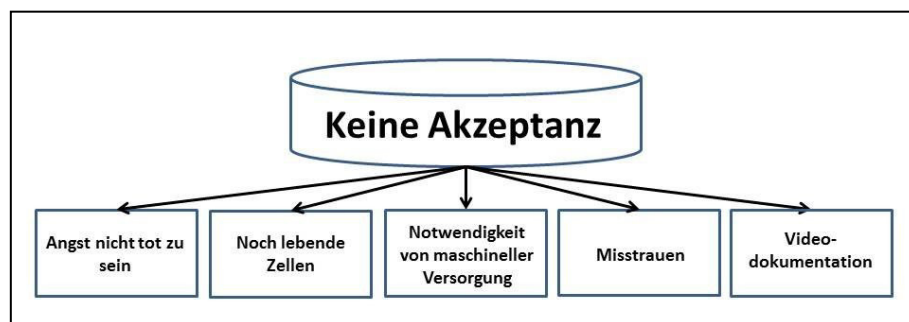 Keine Akzeptanz
Angst nicht tot zu
sein
Noch lebende
Zellen
Notwendigkeit
von maschineller
Versorgung
Misstrauen
Video-
dokumentation